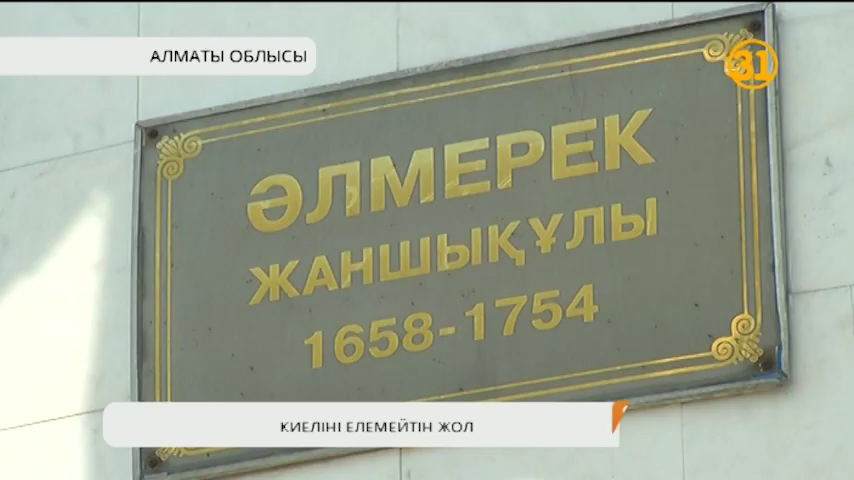 АЛМАТЫ ОБЛЫСЫ
31
ӘЛМЕРЕК
ЖАНШЫҚҰЛЫ
1658-1754
КИЕЛІНІ ЕЛЕМЕЙТІН ЖОЛ